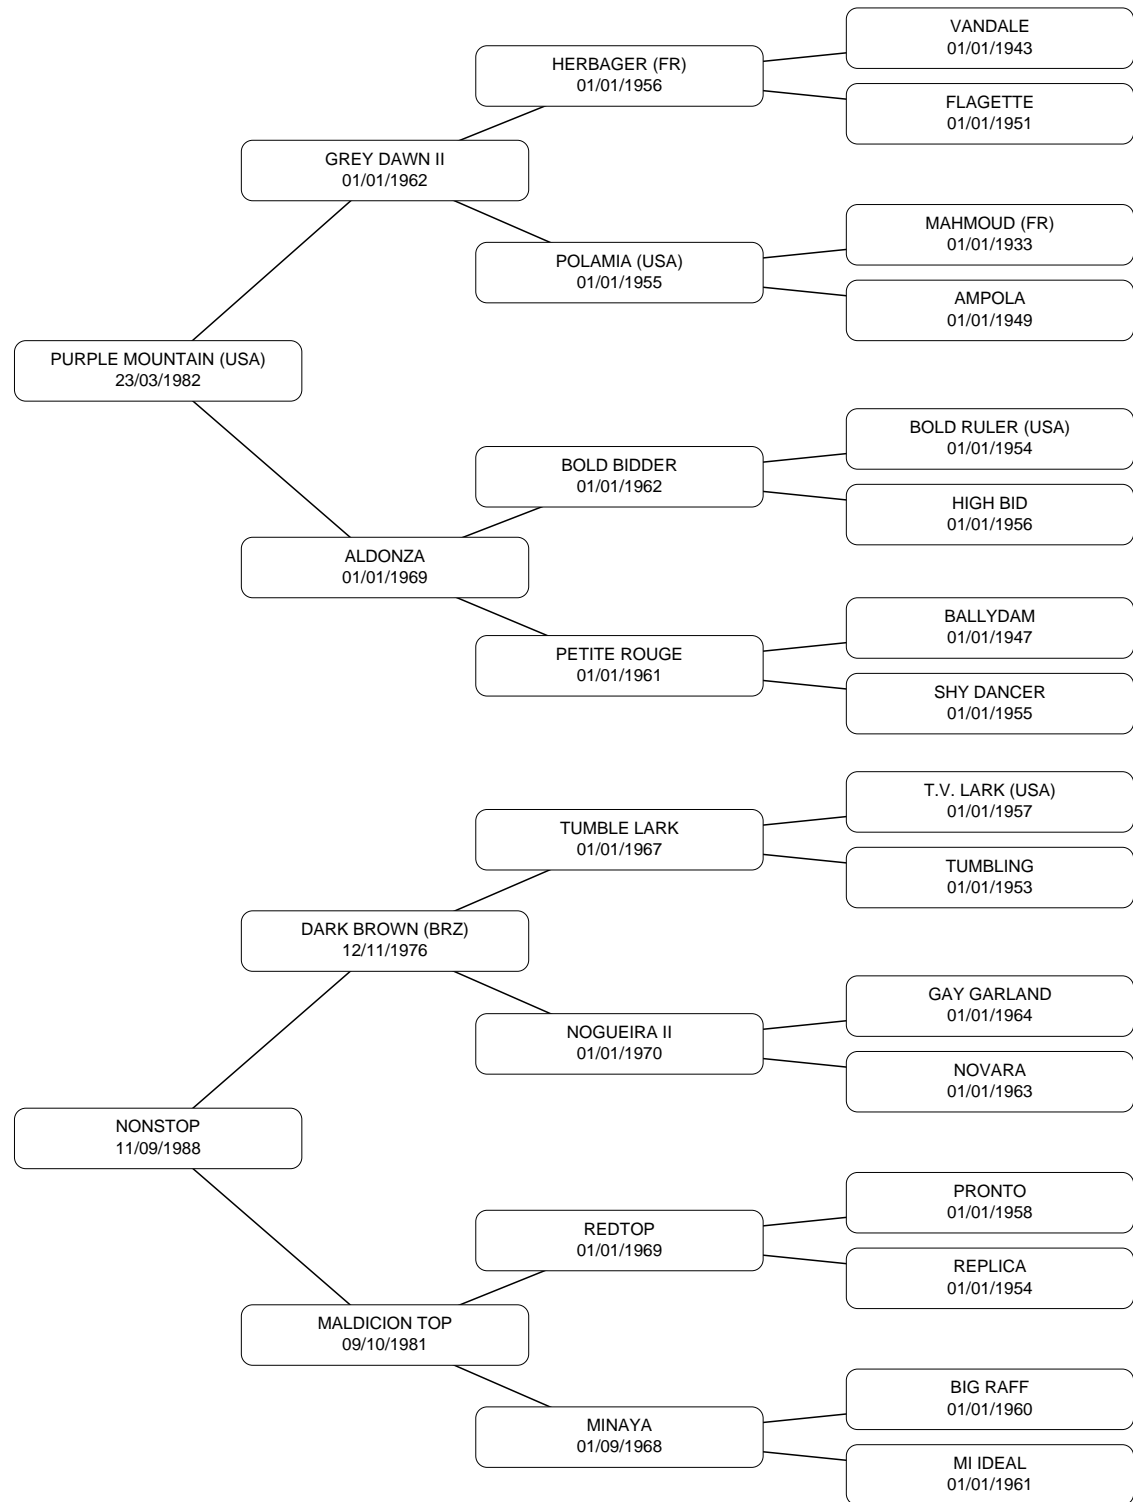 VANDALE
01/01/1943
HERBAGER (FR)
01/01/1956
FLAGETTE
01/01/1951
GREY DAWN II
01/01/1962
MAHMOUD (FR)
01/01/1933
POLAMIA (USA)
01/01/1955
AMPOLA
01/01/1949
PURPLE MOUNTAIN (USA)
23/03/1982
BOLD RULER (USA)
01/01/1954
BOLD BIDDER
01/01/1962
HIGH BID
01/01/1956
ALDONZA
01/01/1969
BALLYDAM
01/01/1947
PETITE ROUGE
01/01/1961
SHY DANCER
01/01/1955
T.V. LARK (USA)
01/01/1957
TUMBLE LARK
01/01/1967
TUMBLING
01/01/1953
DARK BROWN (BRZ)
12/11/1976
GAY GARLAND
01/01/1964
NOGUEIRA II
01/01/1970
NOVARA
01/01/1963
NONSTOP
11/09/1988
PRONTO
01/01/1958
REDTOP
01/01/1969
REPLICA
01/01/1954
MALDICION TOP
09/10/1981
BIG RAFF
01/01/1960
MINAYA
01/09/1968
MI IDEAL
01/01/1961